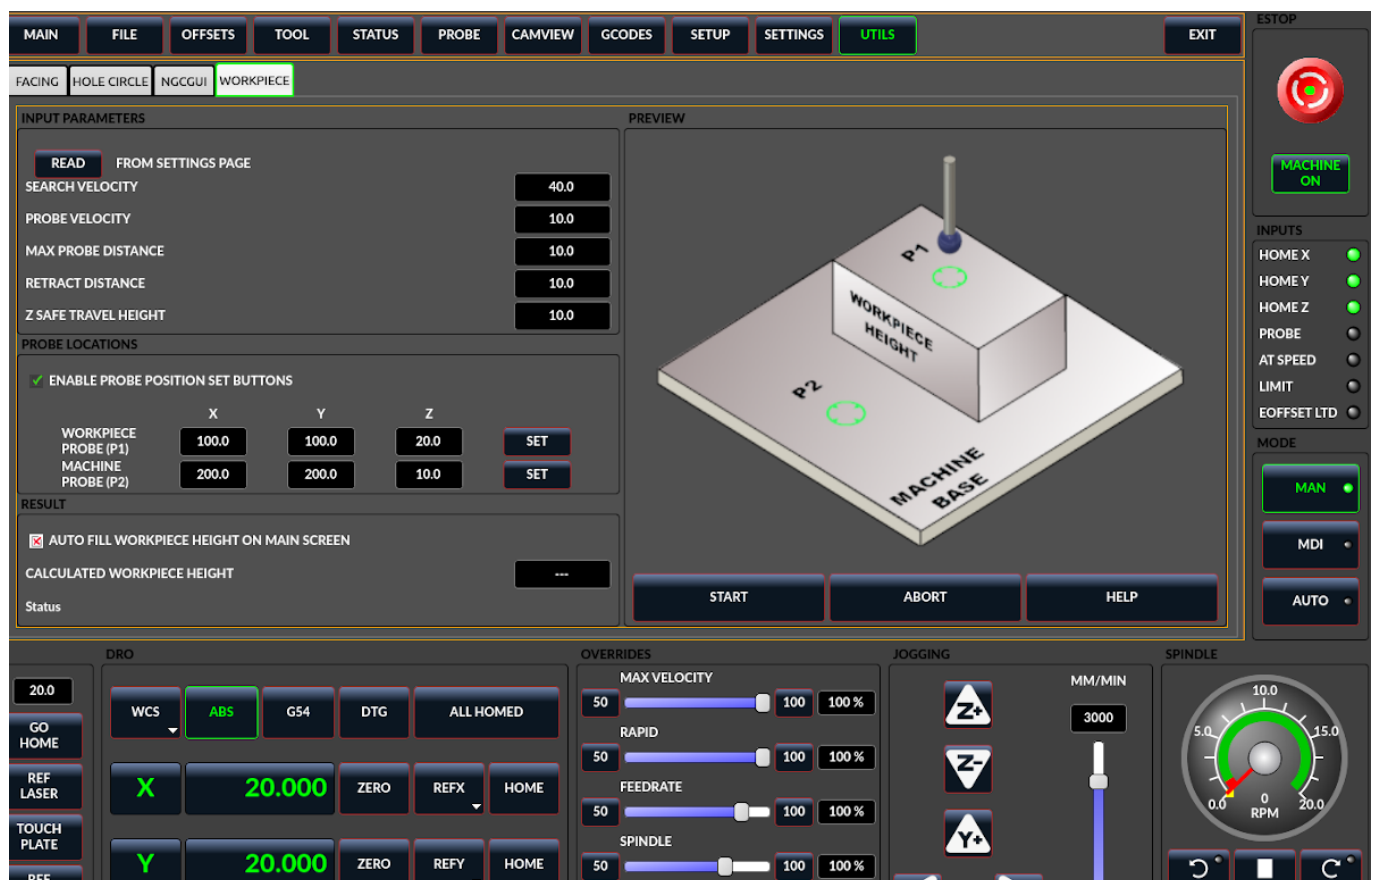 MAIN FILE OFFSETS TOOL STATUS PROBE CAMVIEW GCODES SETUP SETTINGS UTILS EXIT
FACING HOLE CIRCLE NGCGUI WORKPIECE
INPUT PARAMETERS
READ FROM SETTINGS PAGE
SEARCH VELOCITY 40.0
PROBE VELOCITY 10.0
MAX PROBE DISTANCE 10.0
RETRACT DISTANCE 10.0
Z SAFE TRAVEL HEIGHT 10.0
PROBE LOCATIONS
ENABLE PROBE POSITION SET BUTTONS
X Y Z
WORKPIECE
PROBE (P1) 100.0 100.0 20.0 SET
MACHINE
PROBE (P2) 200.0 200.0 10.0 SET
RESULT
AUTO FILL WORKPIECE HEIGHT ON MAIN SCREEN
CALCULATED WORKPIECE HEIGHT ---
Status
PREVIEW
P1
WORKPIECE
HEIGHT
P2
MACHINE
BASE
START ABORT HELP
ESTOP
MACHINE
ON
INPUTS
HOME X
HOME Y
HOME Z
PROBE
AT SPEED
LIMIT
EOFFSET LTD
MODE
MAN
MDI
AUTO
20.0
GO
HOME
REF
LASER
TOUCH
PLATE
REF
DRO
WCS ABS G54 DTG ALL HOMED
X 20.000 ZERO REFX HOME
Y 20.000 ZERO REFY HOME
OVERRIDES
MAX VELOCITY
50 100 100 %
RAPID
50 100 100 %
FEEDRATE
50 100 100 %
SPINDLE
50 100 100 %
JOGGING
Z+
Z-
Y+
MM/MIN
3000
SPINDLE
10.0
5.0 15.0
0.0 0 20.0
RPM